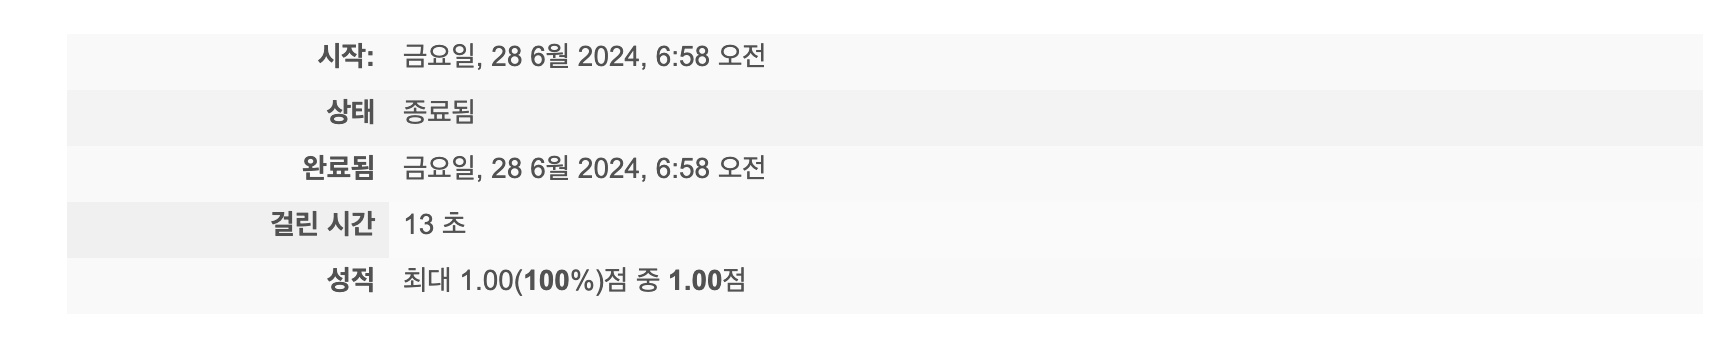 시작: 금요일, 28 6월 2024, 6:58 오전
상태 종료됨
완료됨 금요일, 28 6월 2024, 6:58 오전
걸린 시간 13 초
성적 최대 1.00(100%)점 중 1.00점